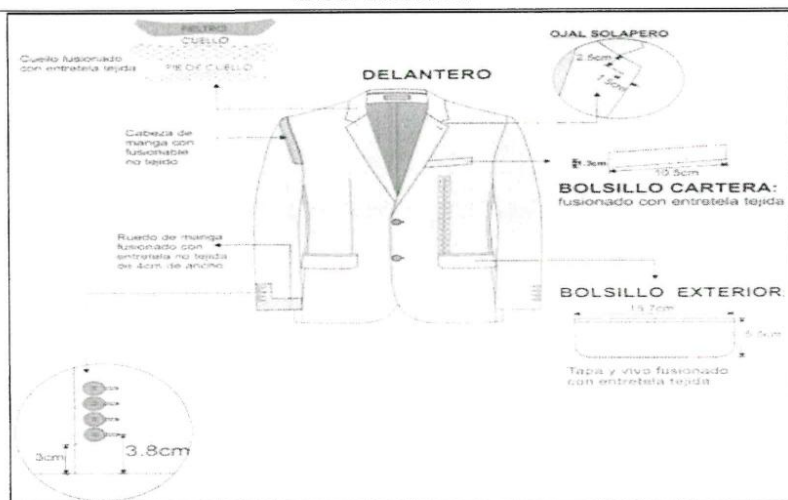 FIELTRO
CUELLO
PIE DE CUELLO
Cuello fusionado
con entretela tejida
DELANTERO
OJAL SOLAPERO
2.5cm
1.5cm
Cabeza de
manga con
fusionable
no tejido
10.5cm
BOLSILLO CARTERA:
fusionado con entretela tejida
Ruedo de manga
fusionado con
entretela no tejida
de 4cm de ancho
BOLSILLO EXTERIOR:
5.5cm
Tapa y vivo fusionado
con entretela tejida
3cm
3.8cm